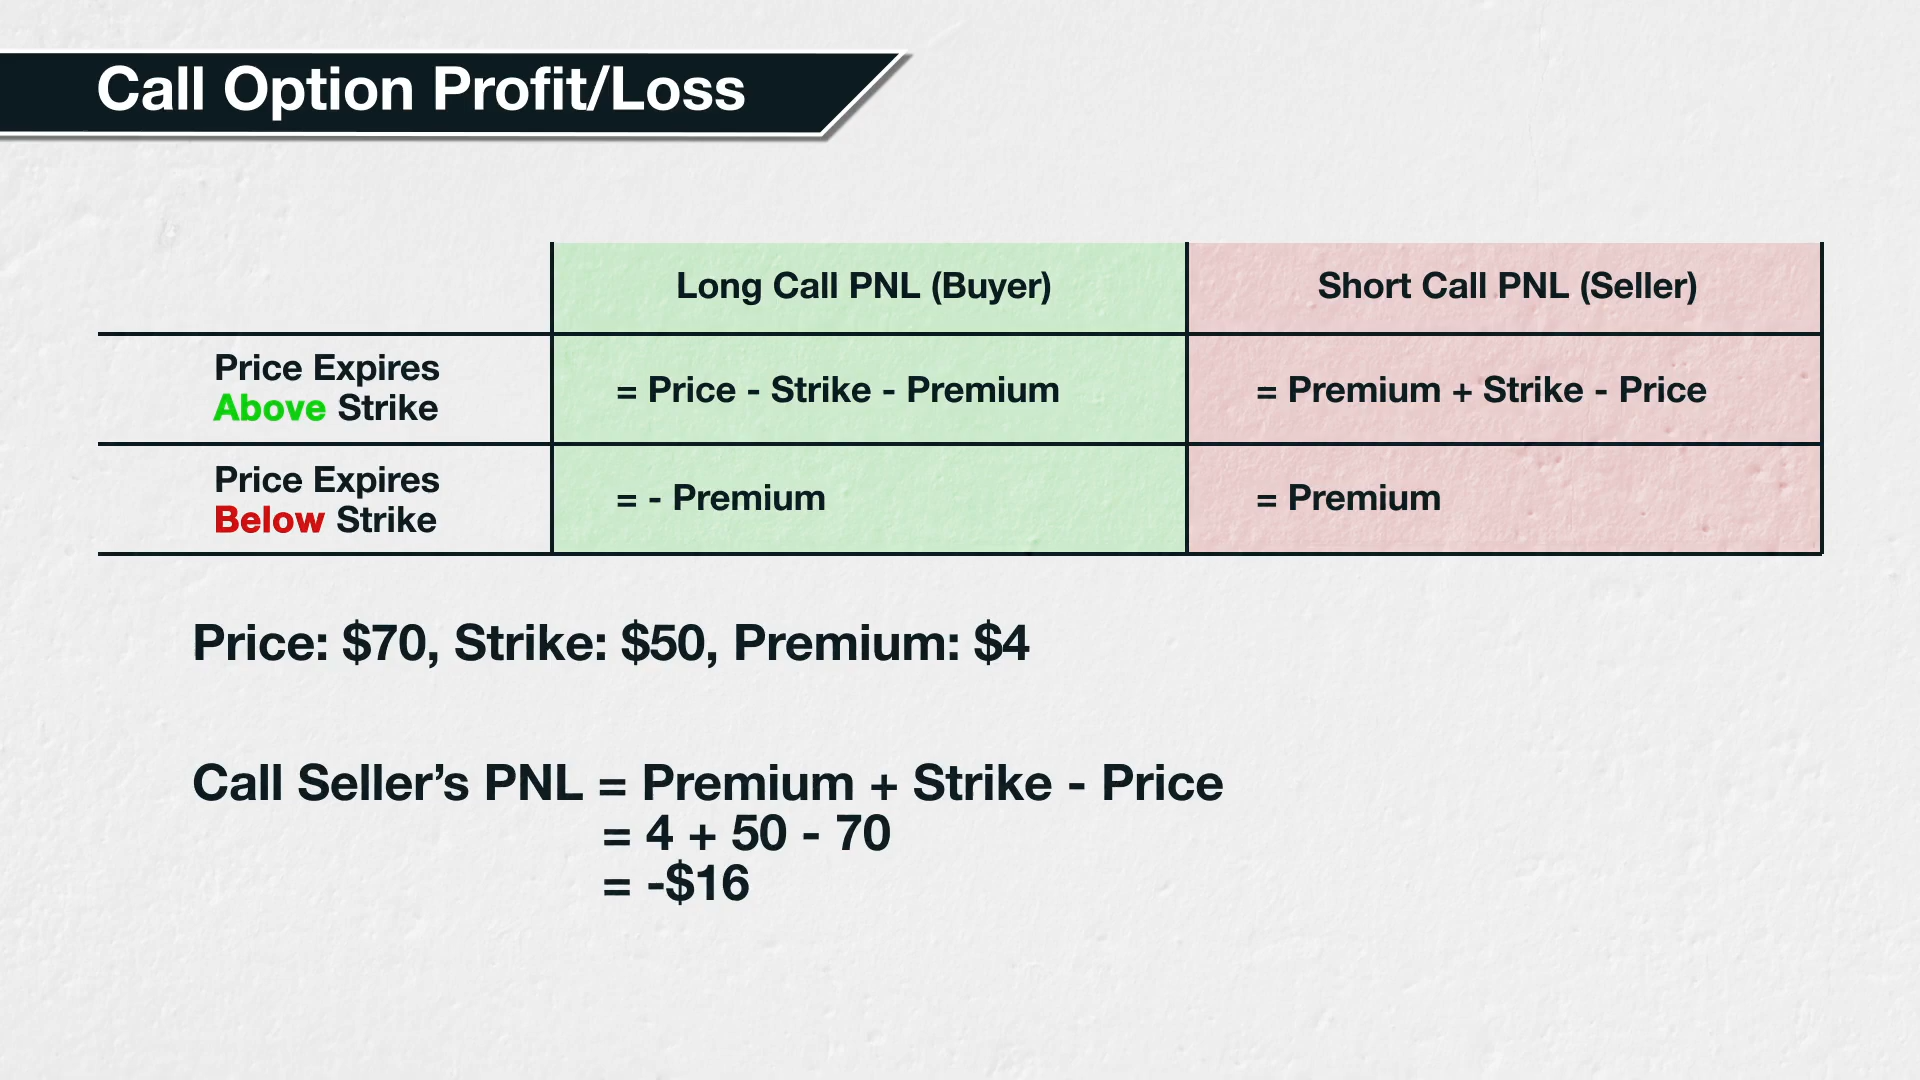 Call Option Profit/Loss
Long Call PNL (Buyer)
Short Call PNL (Seller)
Price Expires
Above Strike
= Price - Strike - Premium
= Premium + Strike - Price
Price Expires
Below Strike
= - Premium
= Premium
Price: $70, Strike: $50, Premium: $4
Call Seller’s PNL = Premium + Strike - Price
= 4 + 50 - 70
= -$16